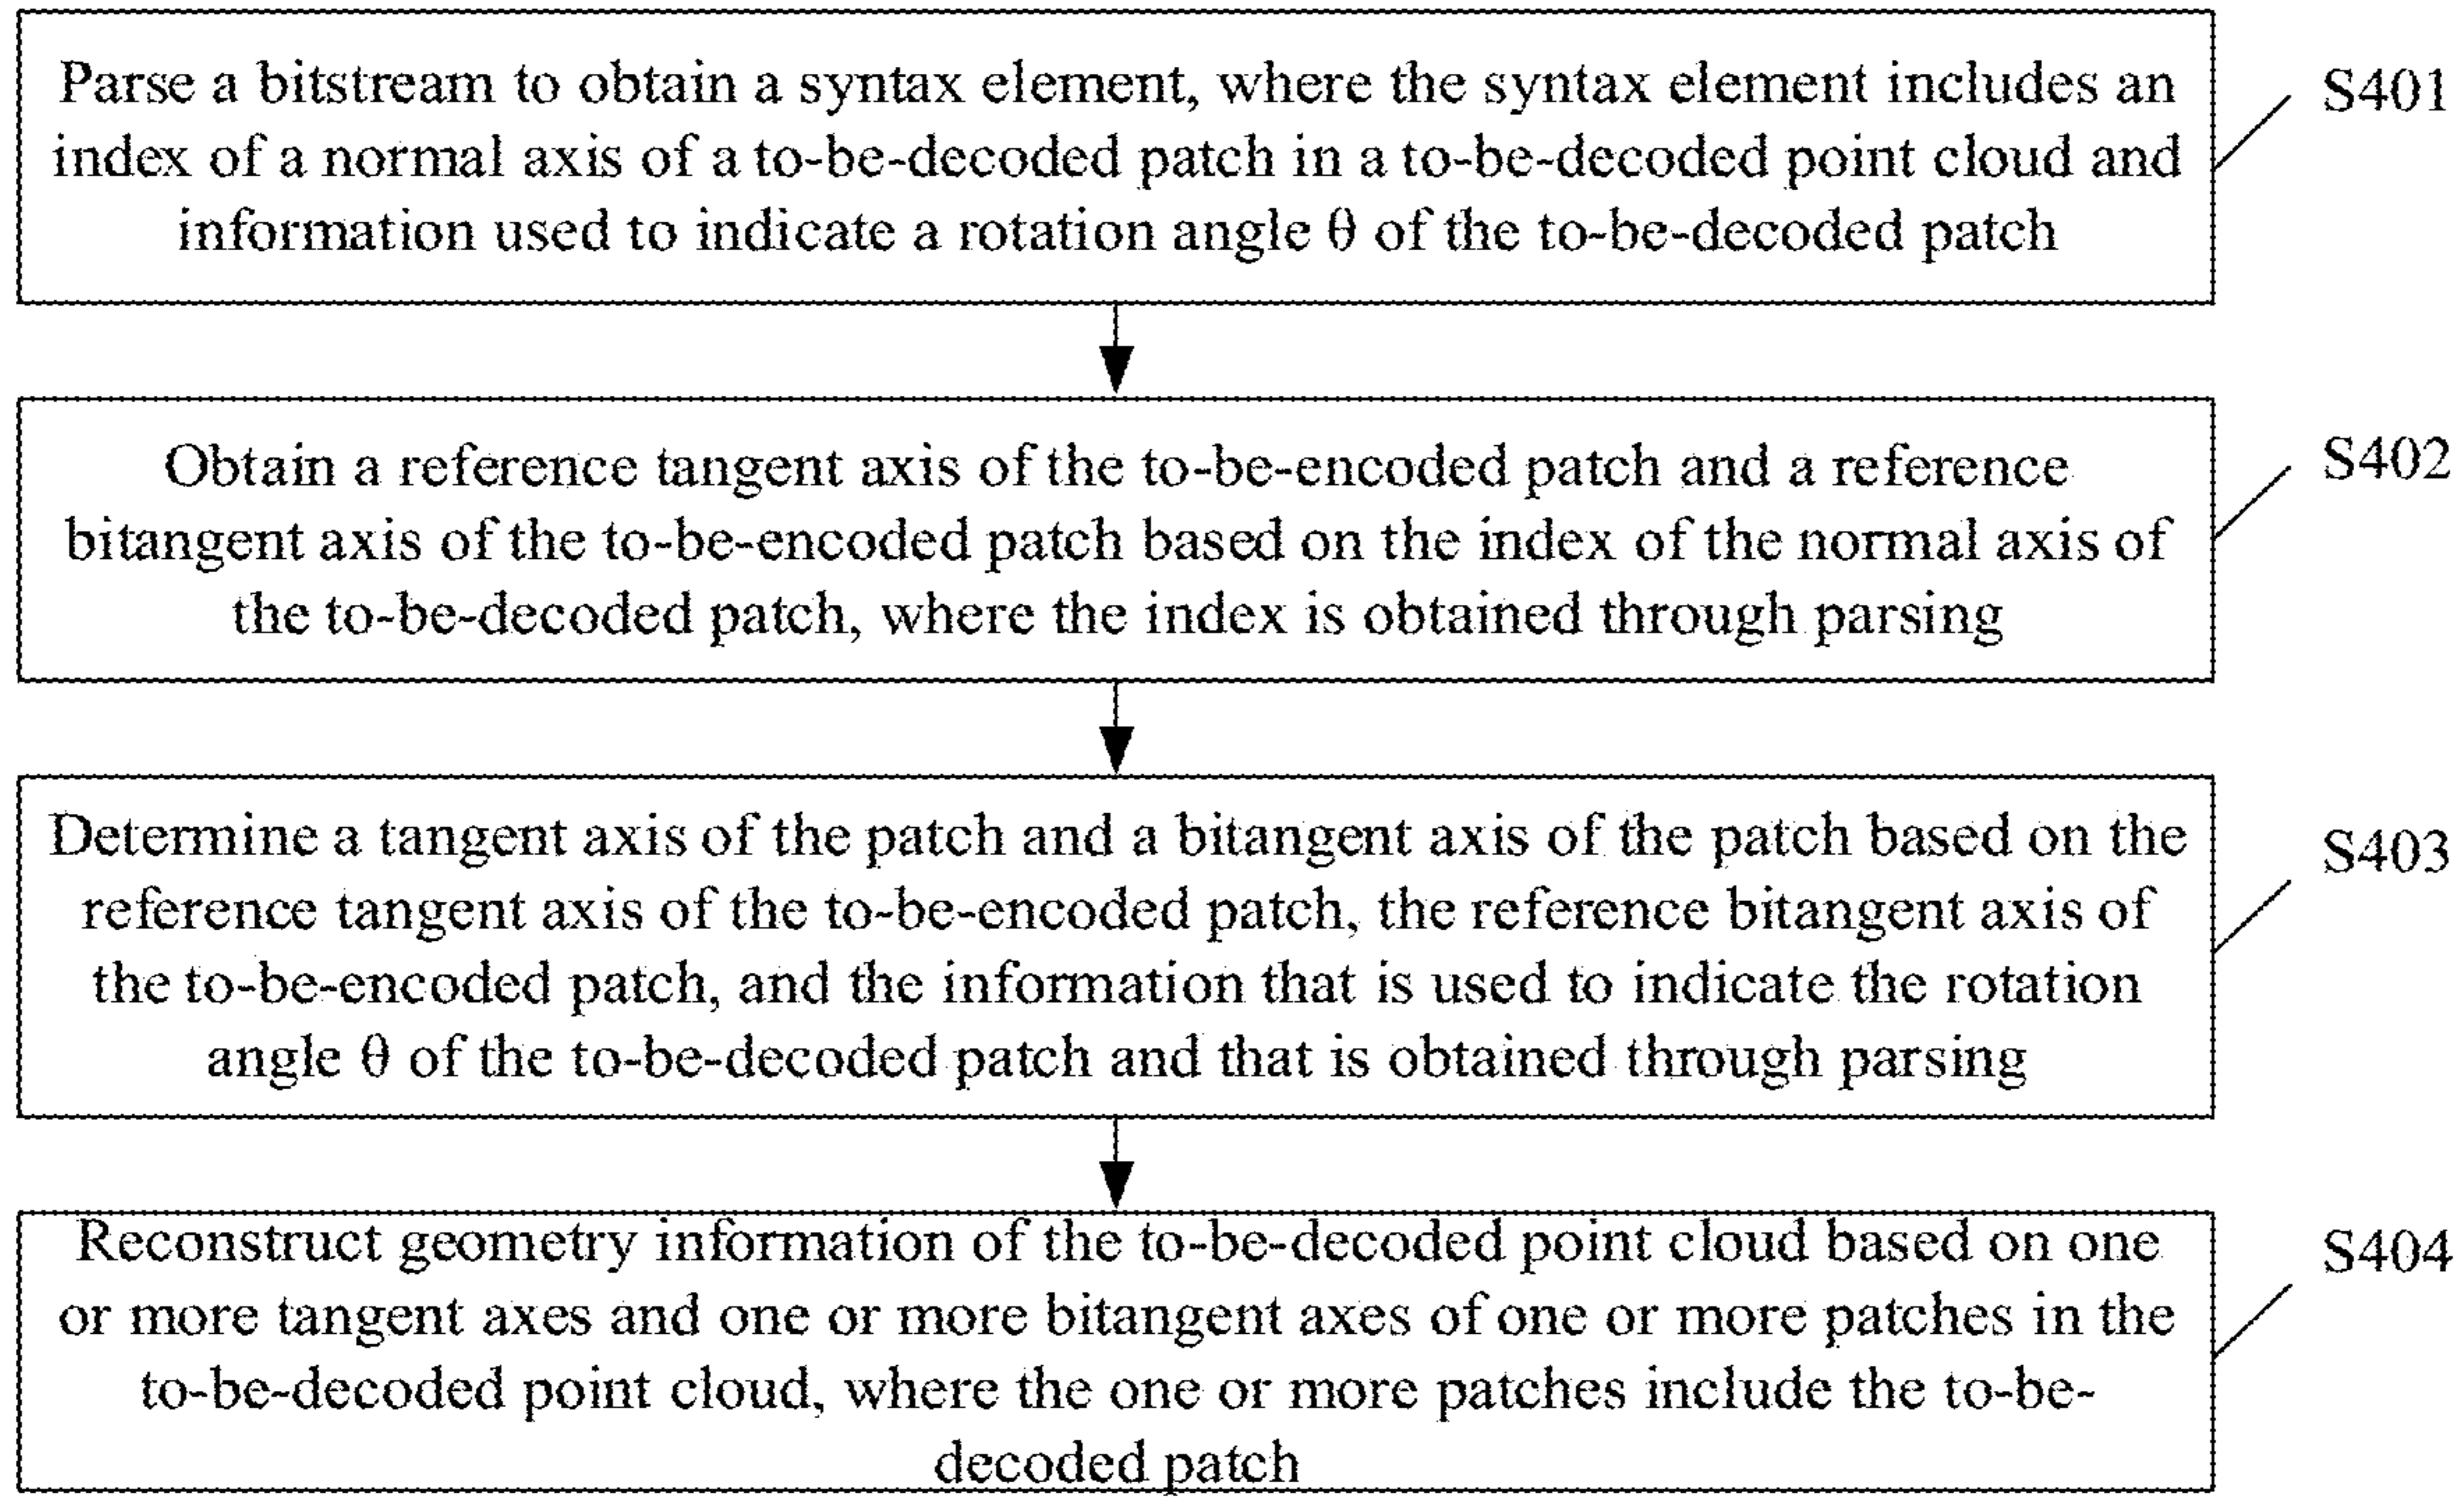 Parse a bitstream to obtain a syntax element, where the syntax element includes an
index of a normal axis of a to-be-decoded patch in a to-be-decoded point cloud and
information used to indicate a rotation angle θ of the to-be-decoded patch
S401
Obtain a reference tangent axis of the to-be-encoded patch and a reference
bitangent axis of the to-be-encoded patch based on the index of the normal axis of
the to-be-decoded patch, where the index is obtained through parsing
S402
Determine a tangent axis of the patch and a bitangent axis of the patch based on the
reference tangent axis of the to-be-encoded patch, the reference bitangent axis of
the to-be-encoded patch, and the information that is used to indicate the rotation
angle θ of the to-be-decoded patch and that is obtained through parsing
S403
Reconstruct geometry information of the to-be-decoded point cloud based on one
or more tangent axes and one or more bitangent axes of one or more patches in the
to-be-decoded point cloud, where the one or more patches include the to-be-
decoded patch
S404